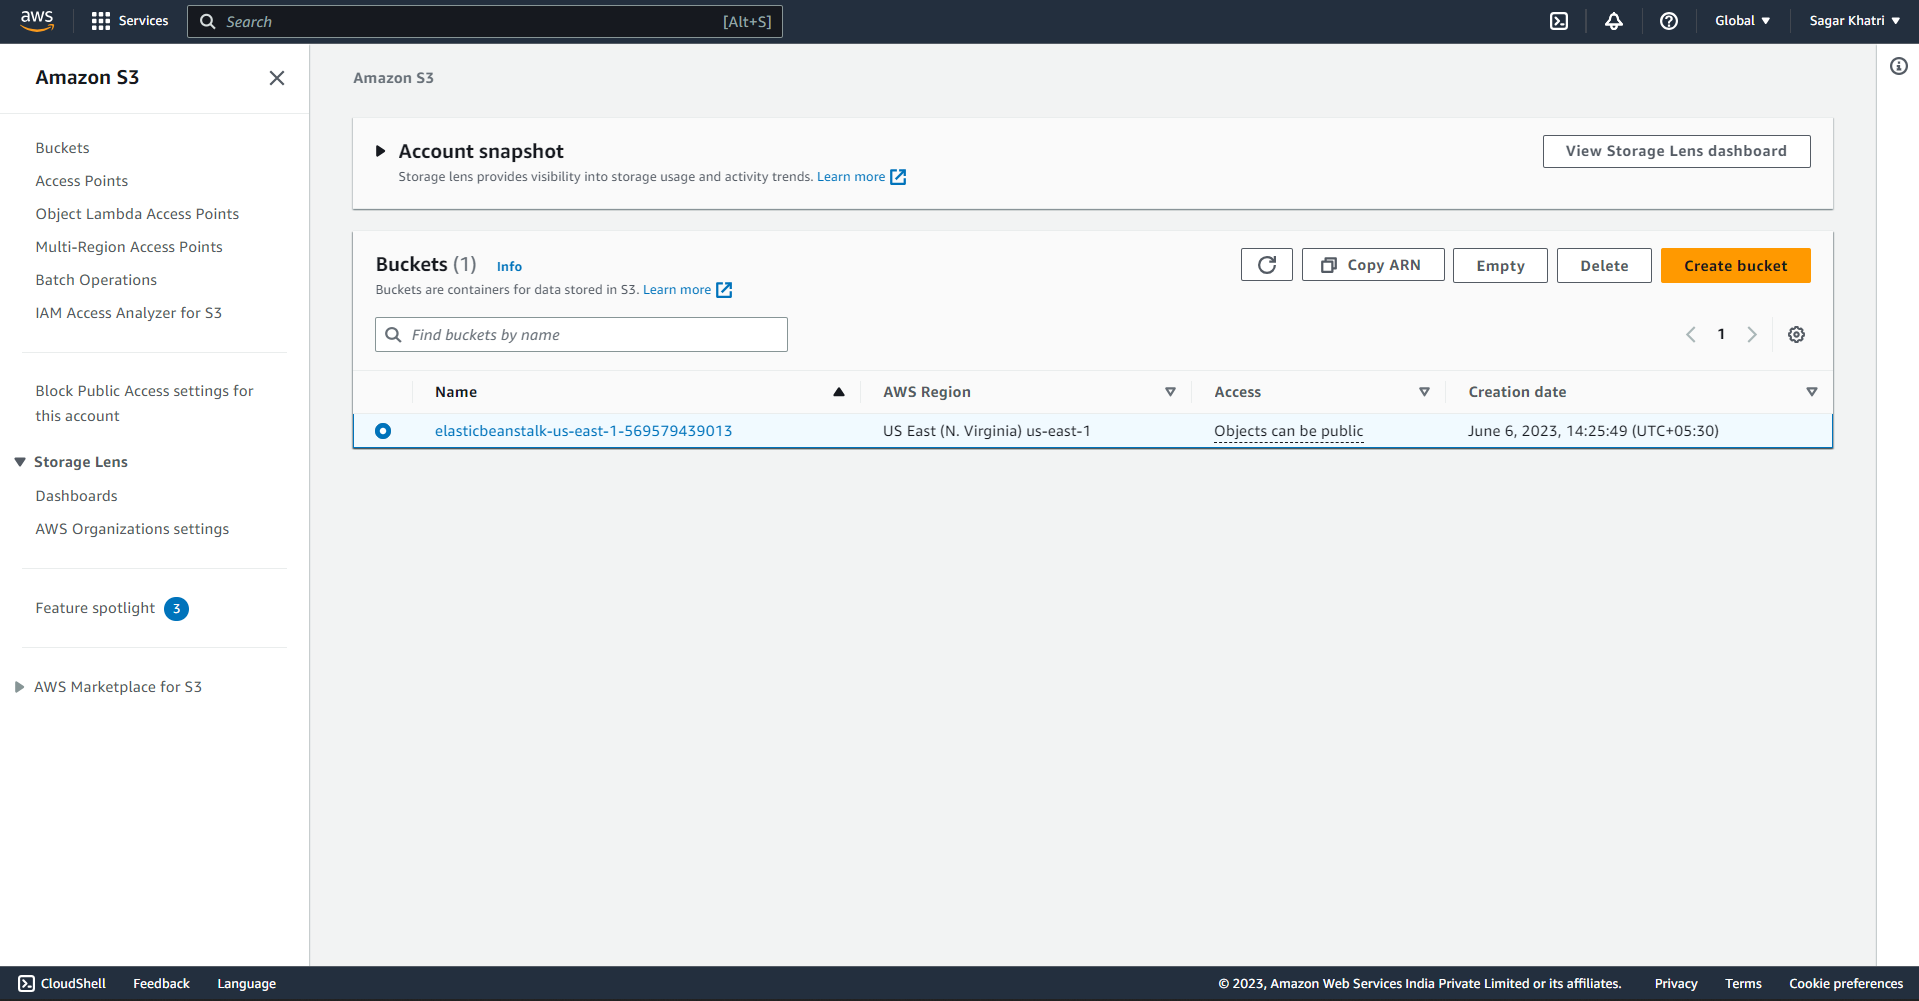 aws Services Search [Alt+S] Global Sagar Khatri
Amazon S3
Buckets
Access Points
Object Lambda Access Points
Multi-Region Access Points
Batch Operations
IAM Access Analyzer for S3
Block Public Access settings for
this account
Storage Lens
Dashboards
AWS Organizations settings
Feature spotlight 3
AWS Marketplace for S3
Amazon S3
Account snapshot
View Storage Lens dashboard
Storage lens provides visibility into storage usage and activity trends. Learn more
Buckets (1) Info
Copy ARN Empty Delete Create bucket
Buckets are containers for data stored in S3. Learn more
Find buckets by name
1
Name AWS Region Access Creation date
elasticbeanstalk-us-east-1-569579439013 US East (N. Virginia) us-east-1 Objects can be public June 6, 2023, 14:25:49 (UTC+05:30)
CloudShell Feedback Language © 2023, Amazon Web Services India Private Limited or its affiliates. Privacy Terms Cookie preferences